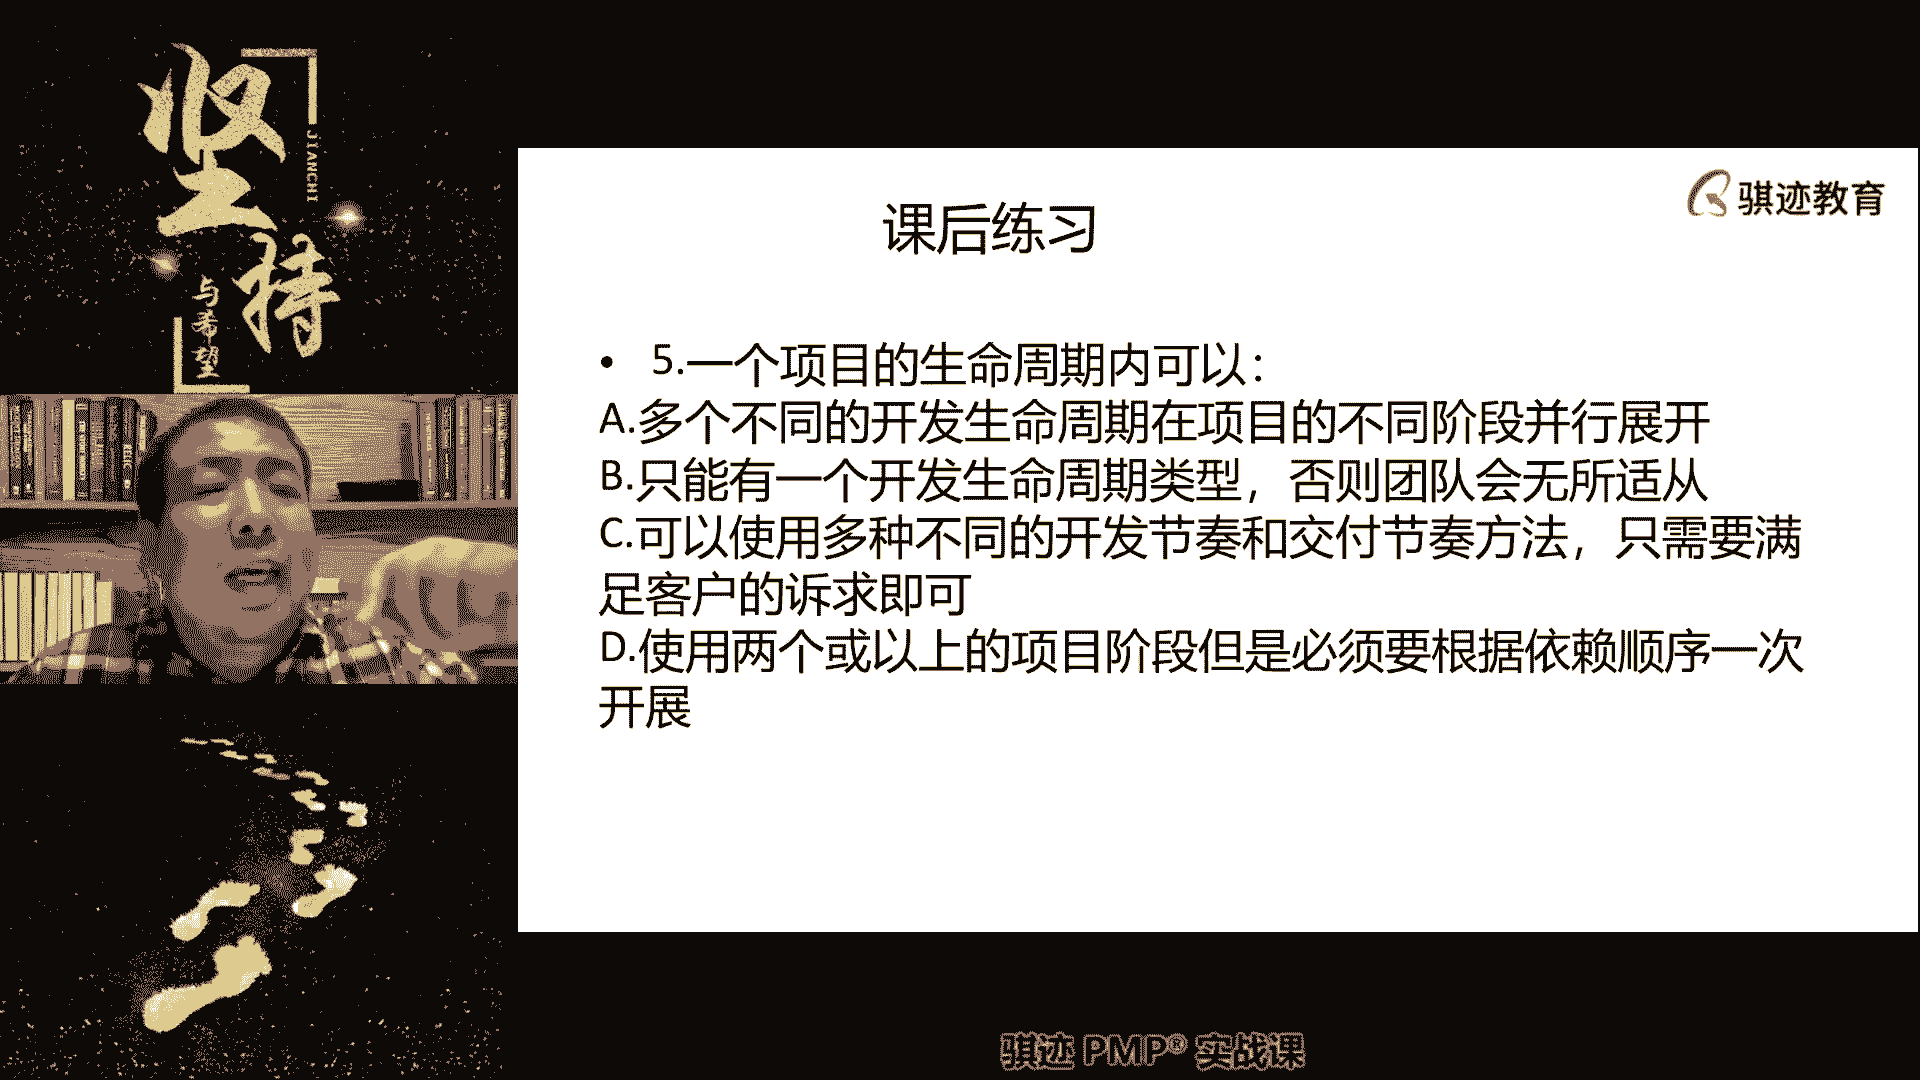 坚持
JIANCHI
与希望
骐迹教育
课后练习
• 5.一个项目的生命周期内可以：
A.多个不同的开发生命周期在项目的不同阶段并行展开
B.只能有一个开发生命周期类型，否则团队会无所适从
C.可以使用多种不同的开发节奏和交付节奏方法，只需要满
足客户的诉求即可
D.使用两个或以上的项目阶段但是必须要根据依赖顺序一次
开展
骐迹 PMP® 实战课